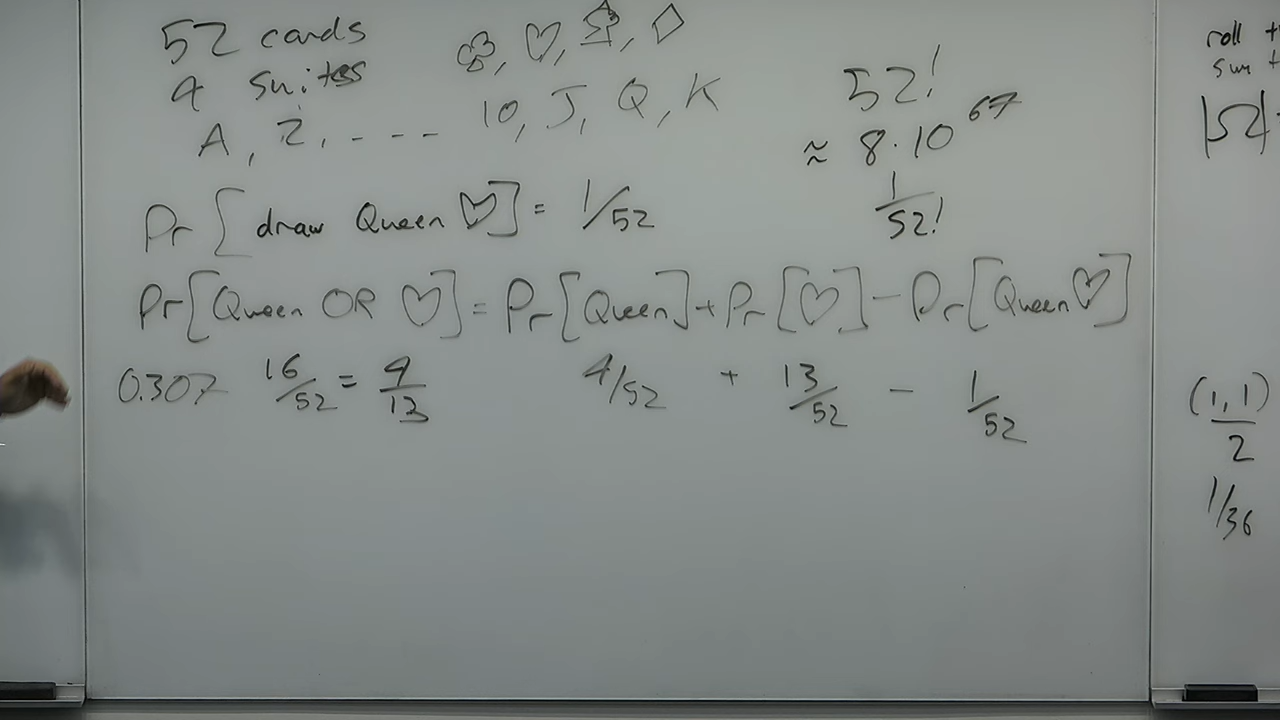 52 cards ♧, ♡, ♤, ♢
4 suites
A, 2, ---- 10, J, Q, K
52!
≈ 8·10^67
1/52!
Pr[draw Queen ♡] = 1/52
Pr[Queen OR ♡] = Pr[Queen] + Pr[♡] - Pr[Queen ♡]
0.307 16/52 = 4/13 4/52 + 13/52 - 1/52
roll
sum
|52|
(1,1)
2
1/36